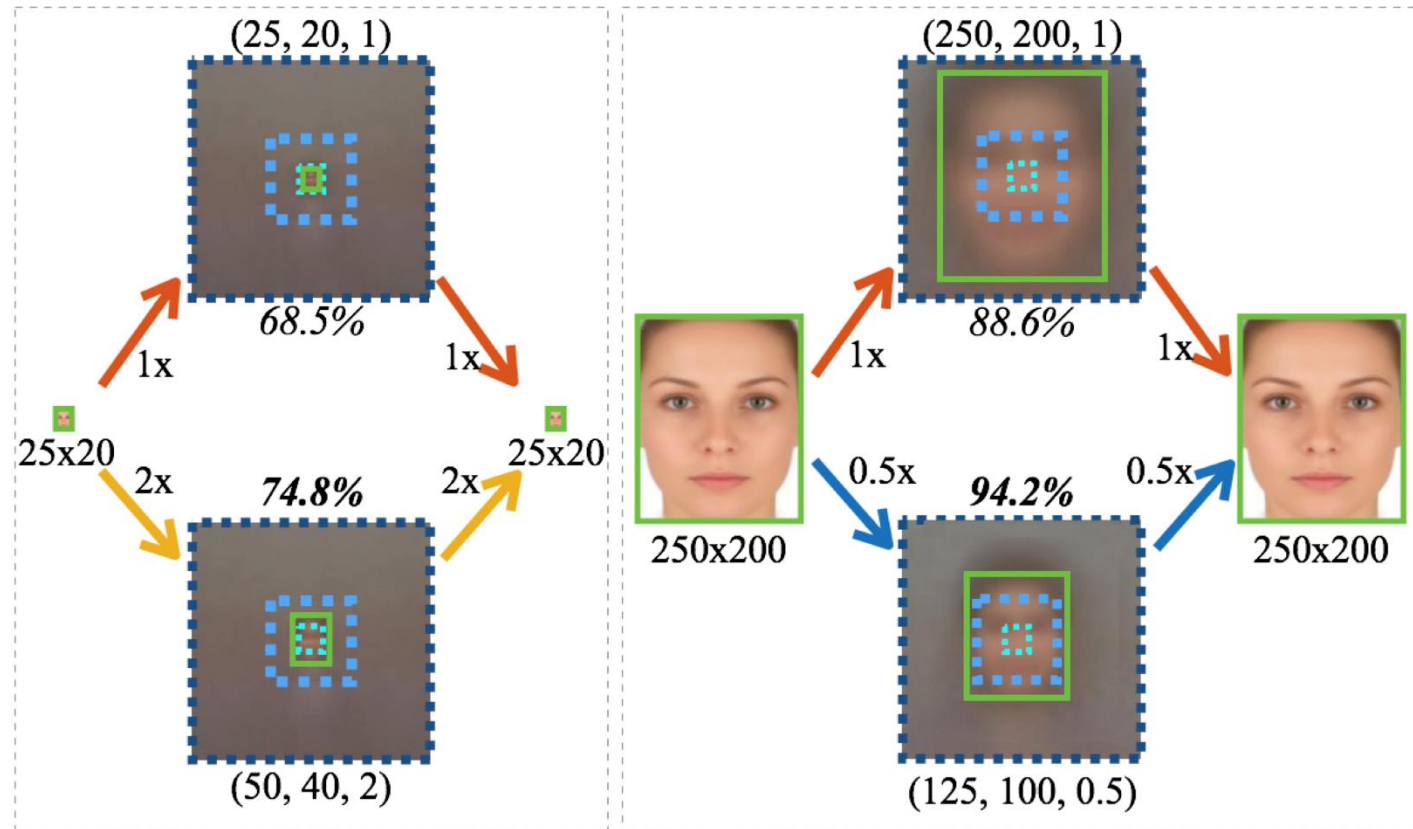 (25, 20, 1)
68.5%
1x
1x
25x20
25x20
2x
74.8%
2x
(50, 40, 2)
(250, 200, 1)
88.6%
1x
1x
250x200
250x200
0.5x
94.2%
0.5x
(125, 100, 0.5)